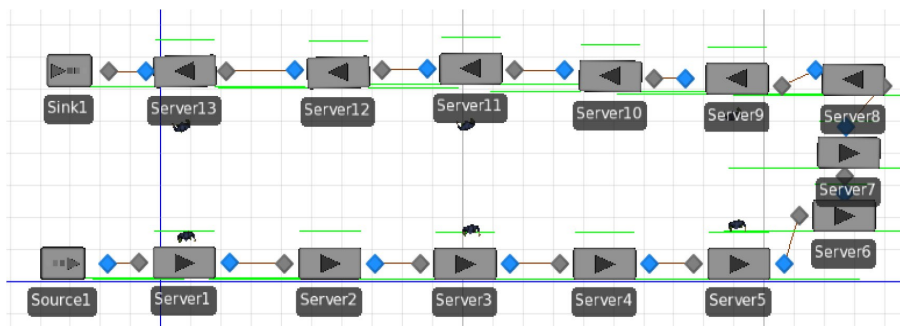 Sink1
Server13
Server12
Server11
Server10
Server9
Server8
Server7
Server6
Source1
Server1
Server2
Server3
Server4
Server5